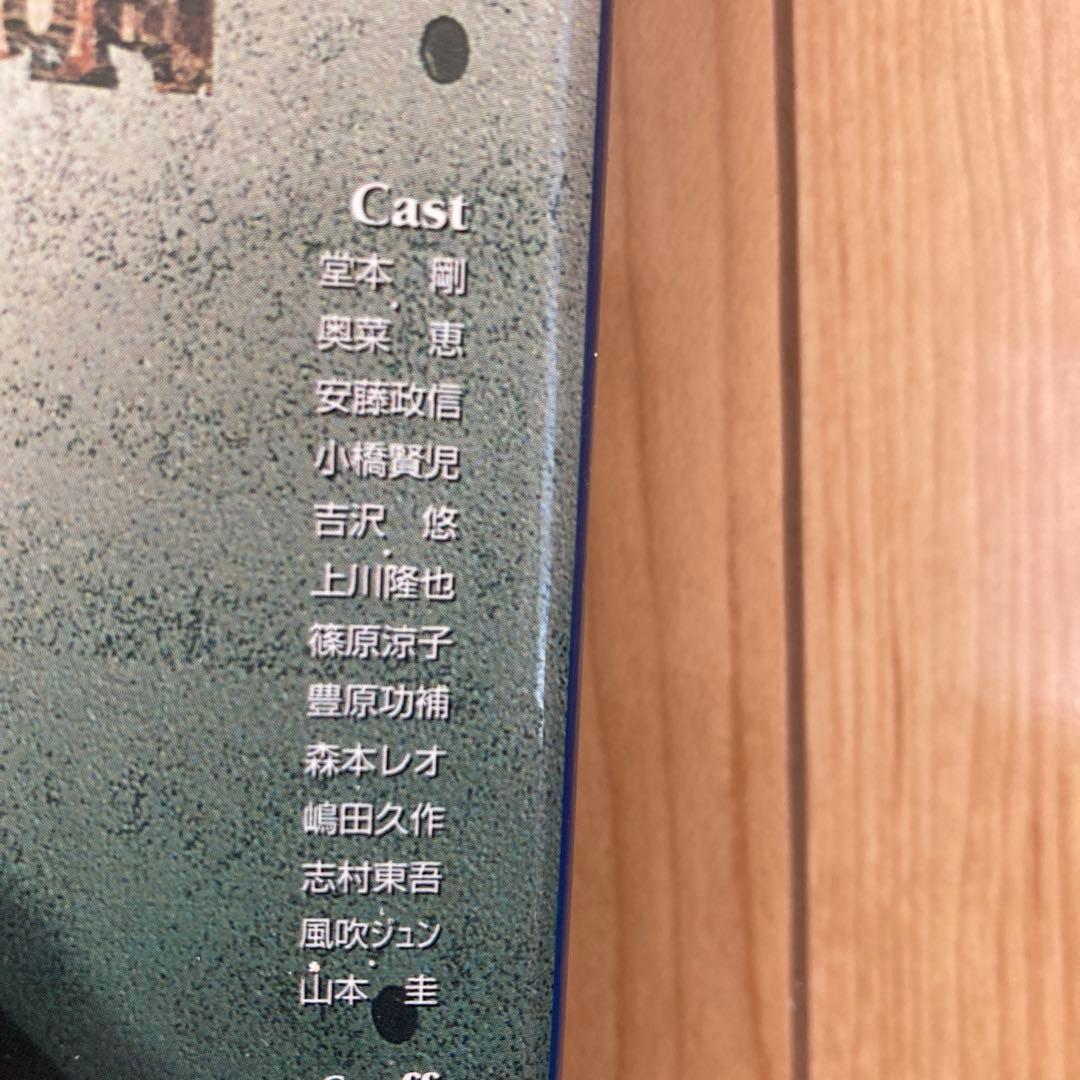 Cast
堂本 剛
奥菜 恵
安藤政信
小橋賢児
吉沢 悠
上川隆也
篠原涼子
豊原功補
森本レオ
嶋田久作
志村東吾
風吹ジュン
山本 圭